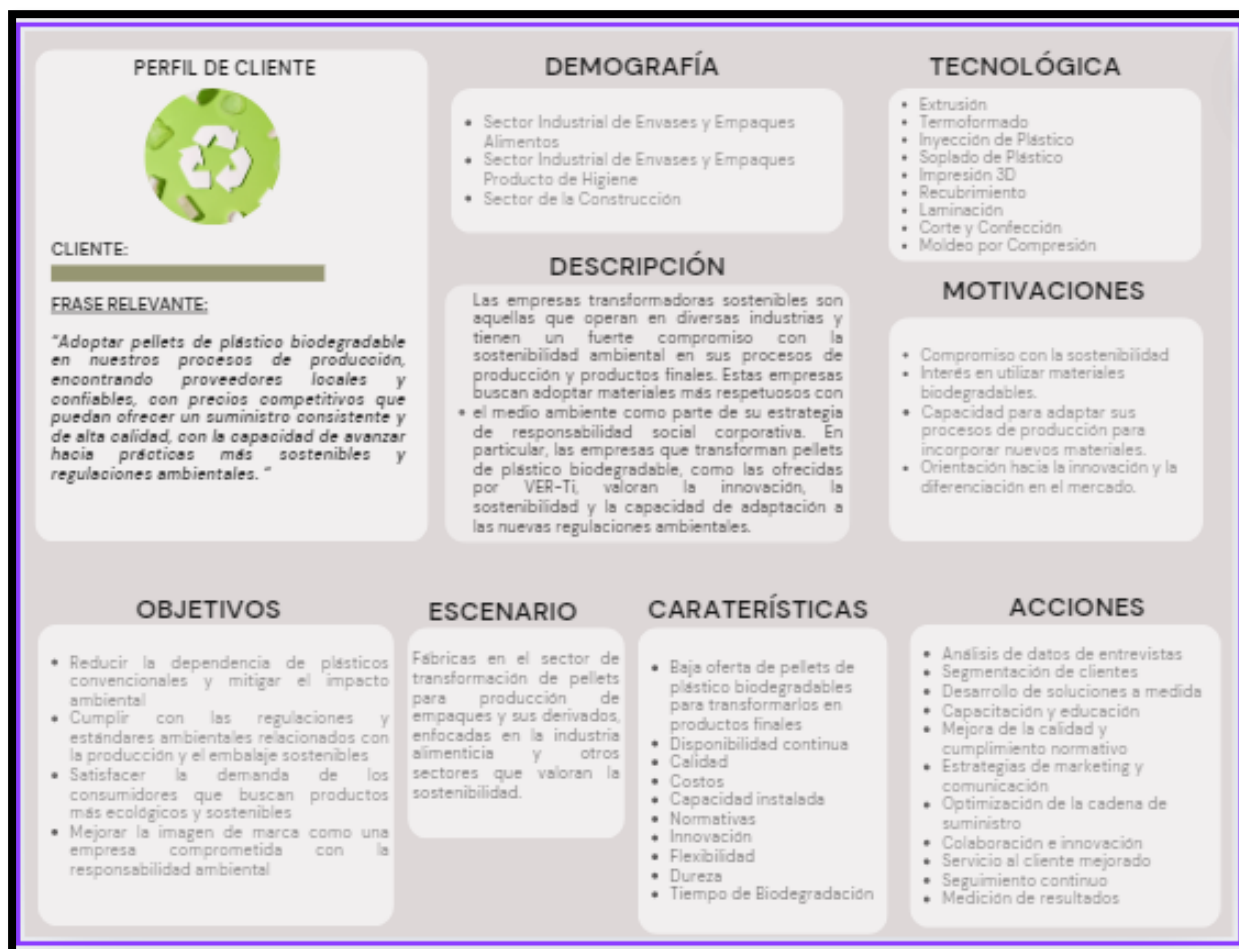 PERFIL DE CLIENTE
CLIENTE:
FRASE RELEVANTE:
“Adoptar pellets de plástico biodegradable
en nuestros procesos de producción,
encontrando proveedores locales y
confiables, con precios competitivos que
puedan ofrecer un suministro consistente y
de alta calidad, con la capacidad de avanzar
hacia prácticas más sostenibles y
regulaciones ambientales. “
DEMOGRAFÍA
• Sector Industrial de Envases y Empaques
Alimentos
• Sector Industrial de Envases y Empaques
Producto de Higiene
• Sector de la Construcción
DESCRIPCIÓN
Las empresas transformadoras sostenibles son
aquellas que operan en diversas industrias y
tienen un fuerte compromiso con la
sostenibilidad ambiental en sus procesos de
producción y productos finales. Estas empresas
buscan adoptar materiales más respetuosos con
• el medio ambiente como parte de su estrategia
de responsabilidad social corporativa. En
particular, las empresas que transforman pellets
de plástico biodegradable, como las ofrecidas
por VER-Ti, valoran la innovación, la
sostenibilidad y la capacidad de adaptación a
las nuevas regulaciones ambientales.
TECNOLÓGICA
• Extrusión
• Termoformado
• Inyección de Plástico
• Soplado de Plástico
• Impresión 3D
• Recubrimiento
• Laminación
• Corte y Confección
• Moldeo por Compresión
MOTIVACIONES
• Compromiso con la sostenibilidad
• Interés en utilizar materiales
biodegradables.
• Capacidad para adaptar sus
procesos de producción para
incorporar nuevos materiales.
• Orientación hacia la innovación y la
diferenciación en el mercado.
OBJETIVOS
• Reducir la dependencia de plásticos
convencionales y mitigar el impacto
ambiental
• Cumplir con las regulaciones y
estándares ambientales relacionados con
la producción y el embalaje sostenibles
• Satisfacer la demanda de los
consumidores que buscan productos
más ecológicos y sostenibles
• Mejorar la imagen de marca como una
empresa comprometida con la
responsabilidad ambiental
ESCENARIO
Fábricas en el sector de
transformación de pellets
para producción de
empaques y sus derivados,
enfocadas en la industria
alimenticia y otros
sectores que valoran la
sostenibilidad.
CARATERÍSTICAS
• Baja oferta de pellets de
plástico biodegradables
para transformarlos en
productos finales
• Disponibilidad continua
• Calidad
• Costos
• Capacidad instalada
• Normativas
• Innovación
• Flexibilidad
• Dureza
• Tiempo de Biodegradación
ACCIONES
• Análisis de datos de entrevistas
• Segmentación de clientes
• Desarrollo de soluciones a medida
• Capacitación y educación
• Mejora de la calidad y
cumplimiento normativo
• Estrategias de marketing y
comunicación
• Optimización de la cadena de
suministro
• Colaboración e innovación
• Servicio al cliente mejorado
• Seguimiento continuo
• Medición de resultados